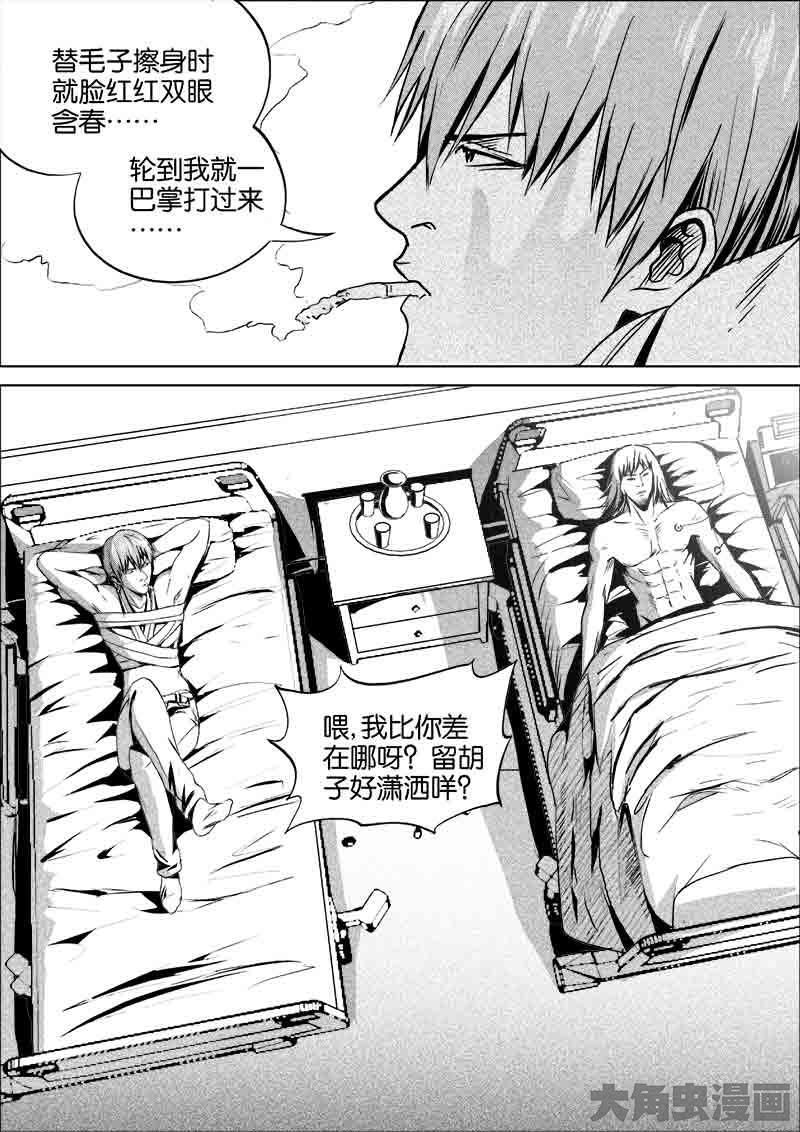 替毛子擦身时
就脸红红双眼
含春……
轮到我就一
巴掌打过来
……
喂,我比你差
在哪呀？留胡
子好潇洒咩？
大角虫漫画